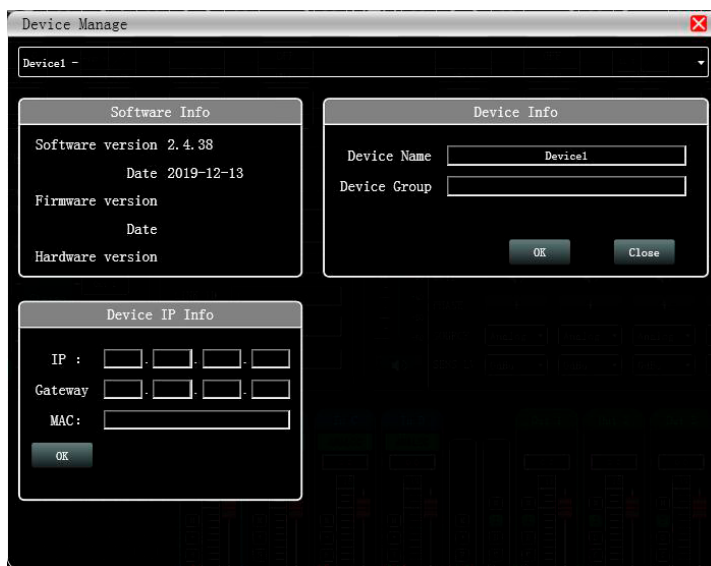 Device Manage
Device1 -
Software Info
Software version 2.4.38
Date 2019-12-13
Firmware version
Date
Hardware version
Device Info
Device Name Device1
Device Group
OK Close
Device IP Info
IP : . . .
Gateway . . .
MAC:
OK